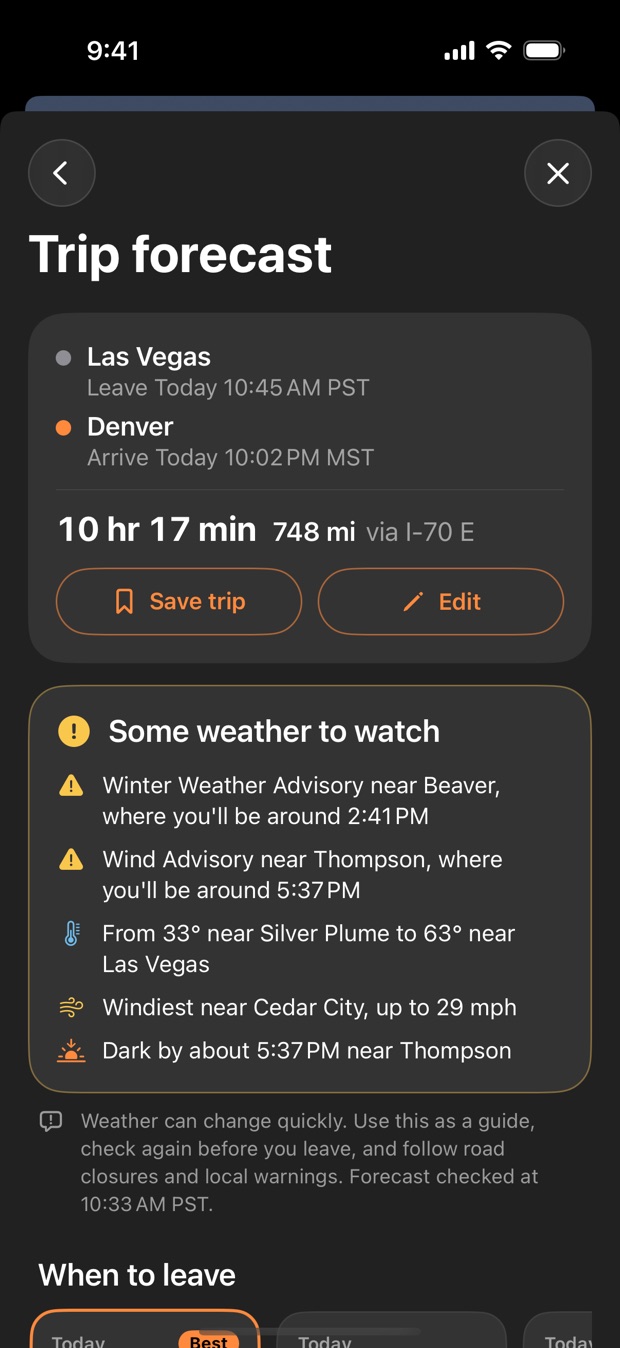 9:41
Trip forecast
Las Vegas
Leave Today 10:45 AM PST
Denver
Arrive Today 10:02 PM MST
10 hr 17 min 748 mi via I-70 E
Save trip Edit
Some weather to watch
Winter Weather Advisory near Beaver,
where you'll be around 2:41 PM
Wind Advisory near Thompson, where
you'll be around 5:37 PM
From 33° near Silver Plume to 63° near
Las Vegas
Windiest near Cedar City, up to 29 mph
Dark by about 5:37 PM near Thompson
Weather can change quickly. Use this as a guide,
check again before you leave, and follow road
closures and local warnings. Forecast checked at
10:33 AM PST.
When to leave
Today Best Today Today